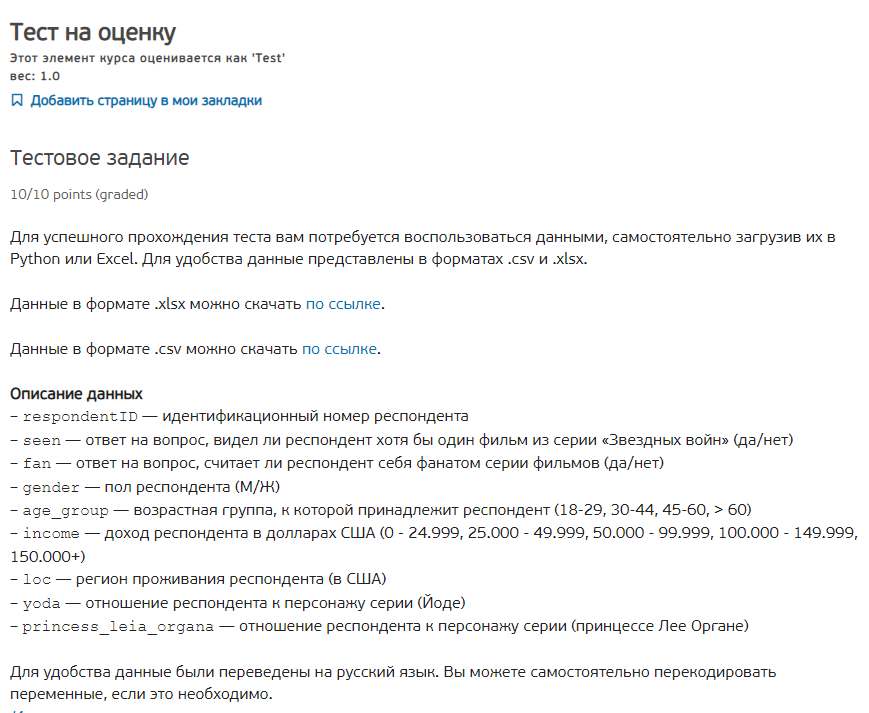 Тест на оценку
Этот элемент курса оценивается как 'Test'
вес: 1.0
Добавить страницу в мои закладки
Тестовое задание
10/10 points (graded)
Для успешного прохождения теста вам потребуется воспользоваться данными, самостоятельно загрузив их в
Python или Excel. Для удобства данные представлены в форматах .csv и .xlsx.
Данные в формате .xlsx можно скачать по ссылке.
Данные в формате .csv можно скачать по ссылке.
Описание данных
– respondentID — идентификационный номер респондента
– seen — ответ на вопрос, видел ли респондент хотя бы один фильм из серии «Звездных войн» (да/нет)
– fan — ответ на вопрос, считает ли респондент себя фанатом серии фильмов (да/нет)
– gender — пол респондента (М/Ж)
– age_group — возрастная группа, к которой принадлежит респондент (18-29, 30-44, 45-60, > 60)
– income — доход респондента в долларах США (0 - 24.999, 25.000 - 49.999, 50.000 - 99.999, 100.000 - 149.999,
150.000+)
– loc — регион проживания респондента (в США)
– yoda — отношение респондента к персонажу серии (Йоде)
– princess_leia_organa — отношение респондента к персонажу серии (принцессе Лее Органе)
Для удобства данные были переведены на русский язык. Вы можете самостоятельно перекодировать
переменные, если это необходимо.